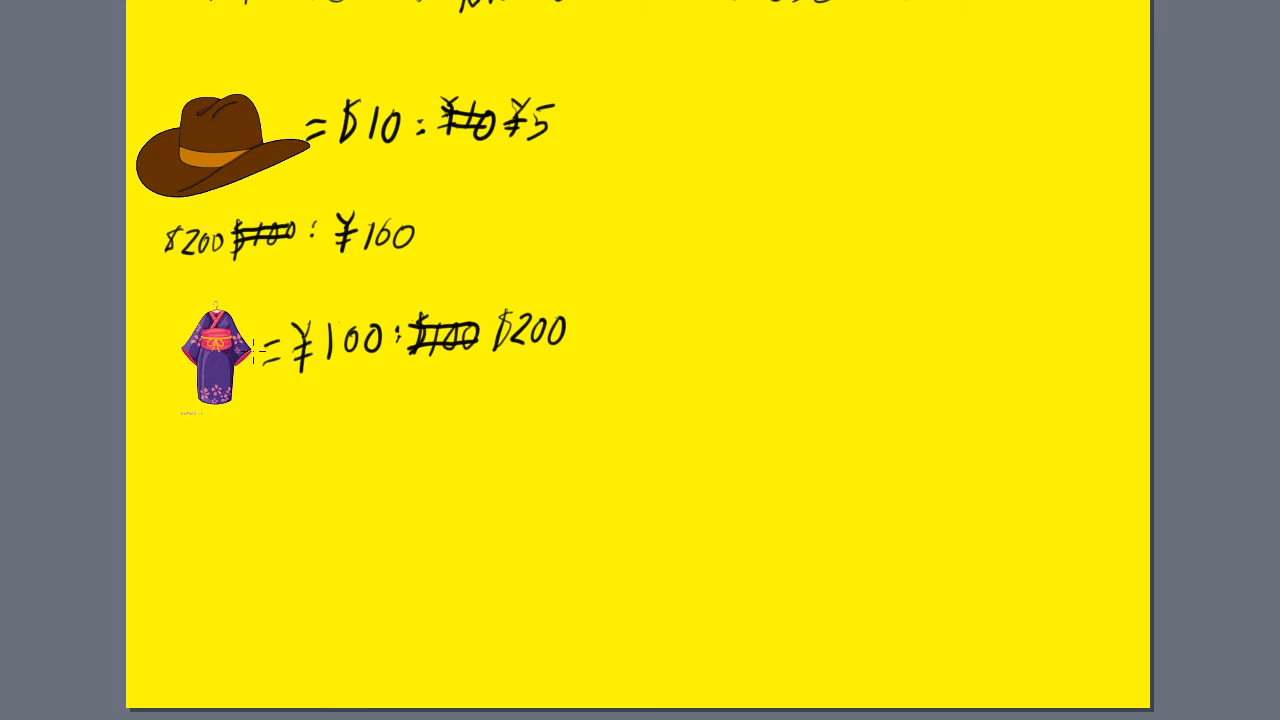 = $10 : ¥10 ¥5
$200 $100 : ¥160
= ¥100 : $100 $200